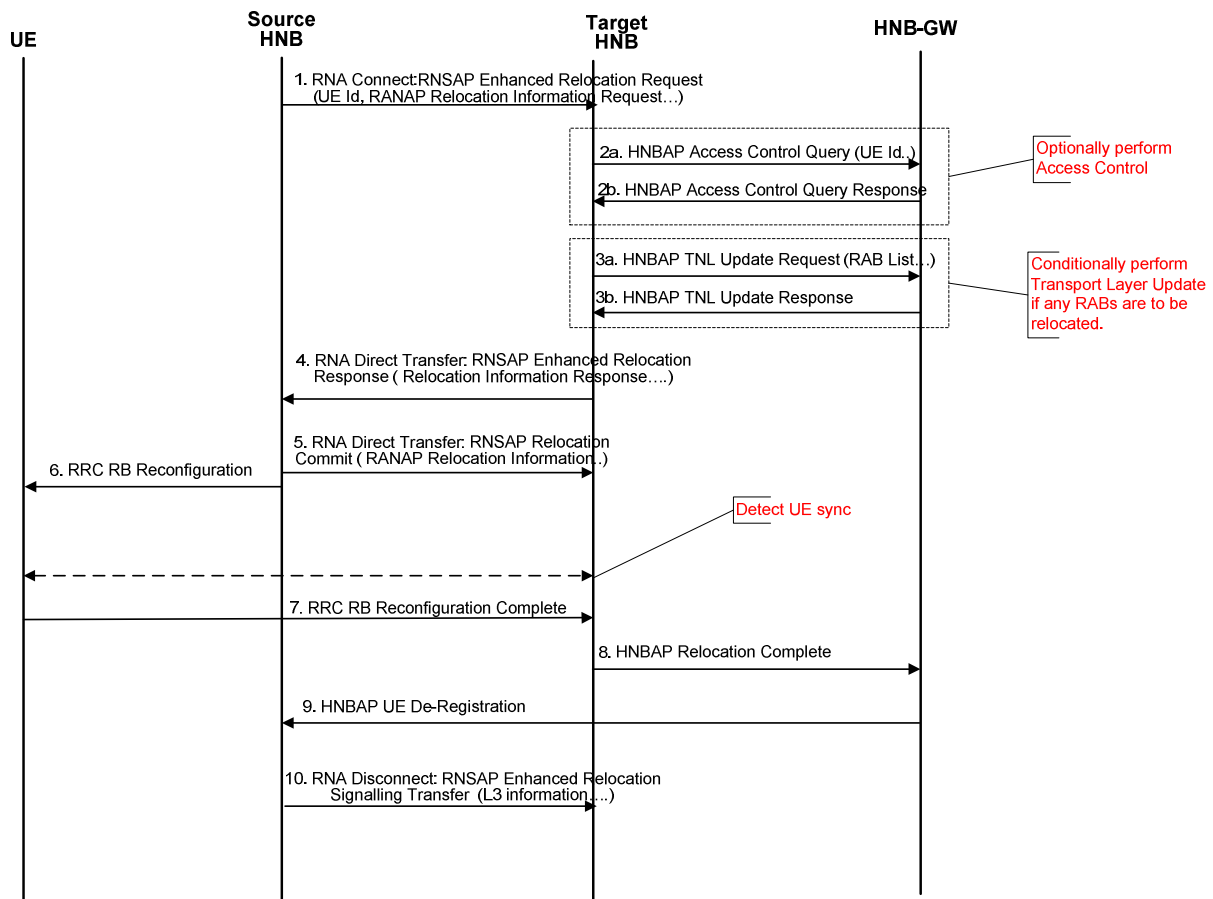 UE
Source
HNB
Target
HNB
HNB-GW
1. RNA Connect:RNSAP Enhanced Relocation Request
(UE Id, RANAP Relocation Information Request...)
2a. HNBAP Access Control Query (UE Id..)
2b. HNBAP Access Control Query Response
Optionally perform
Access Control
3a. HNBAP TNL Update Request (RAB List...)
3b. HNBAP TNL Update Response
Conditionally perform
Transport Layer Update
if any RABs are to be
relocated.
4. RNA Direct Transfer: RNSAP Enhanced Relocation
Response ( Relocation Information Response....)
5. RNA Direct Transfer: RNSAP Relocation
Commit ( RANAP Relocation Information..)
6. RRC RB Reconfiguration
Detect UE sync
7. RRC RB Reconfiguration Complete
8. HNBAP Relocation Complete
9. HNBAP UE De-Registration
10. RNA Disconnect: RNSAP Enhanced Relocation
Signalling Transfer (L3 information....)